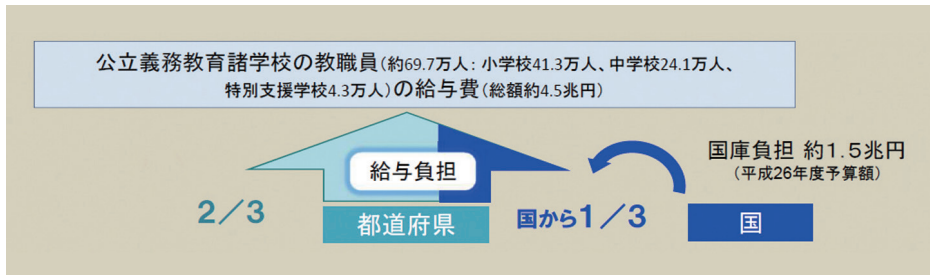 公立義務教育諸学校の教職員（約69.7万人：小学校41.3万人、中学校24.1万人、
特別支援学校4.3万人）の給与費（総額約4.5兆円）
給与負担
国庫負担 約1.5兆円
（平成26年度予算額）
2／3
都道府県
国から1／3
国